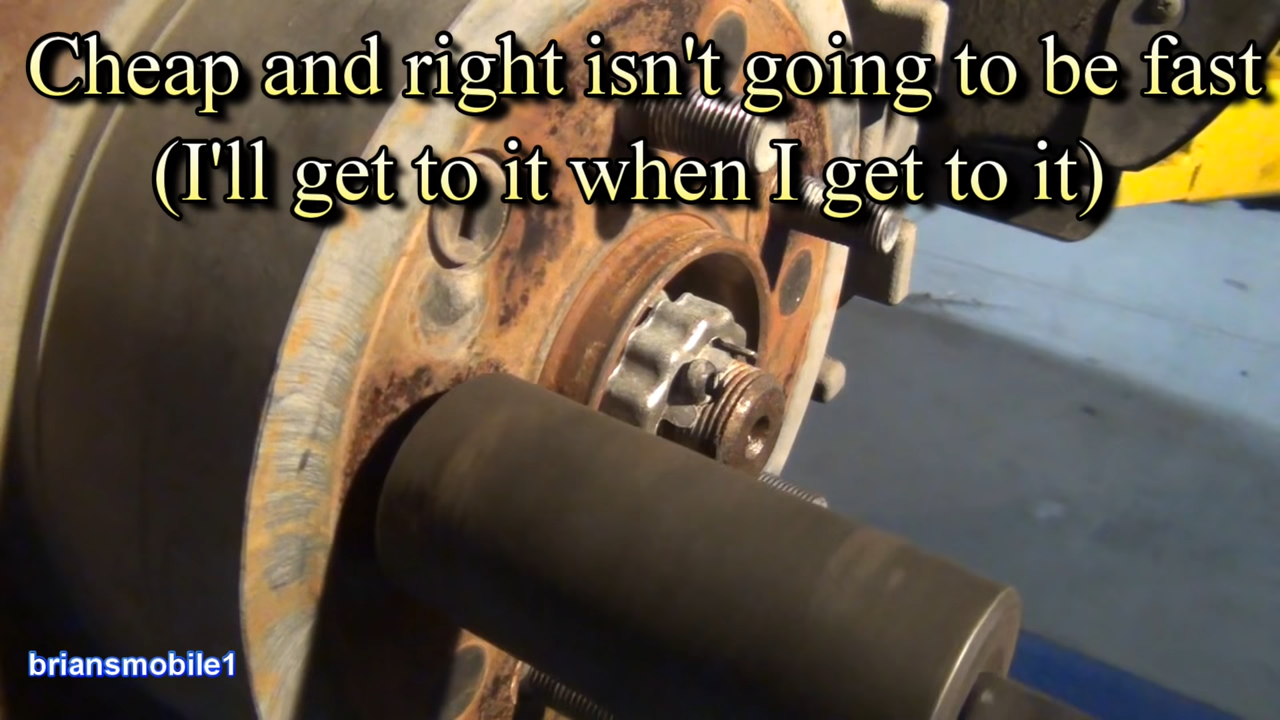 Cheap and right isn't going to be fast
(I'll get to it when I get to it)
briansmobile1